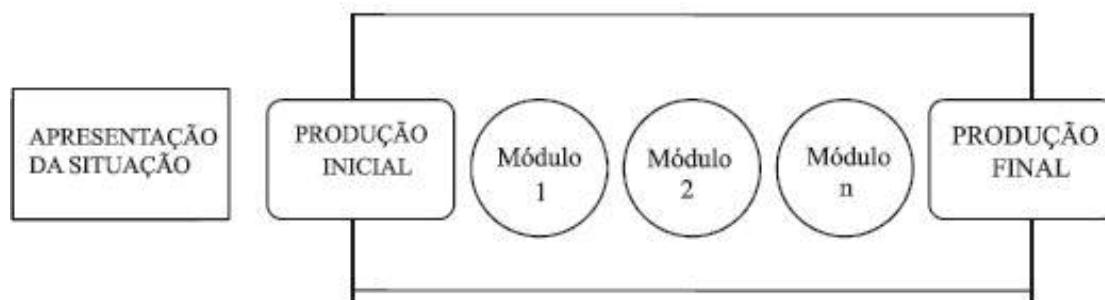 APRESENTAÇÃO
DA SITUAÇÃO
PRODUÇÃO
INICIAL
Módulo
1
Módulo
2
Módulo
n
PRODUÇÃO
FINAL